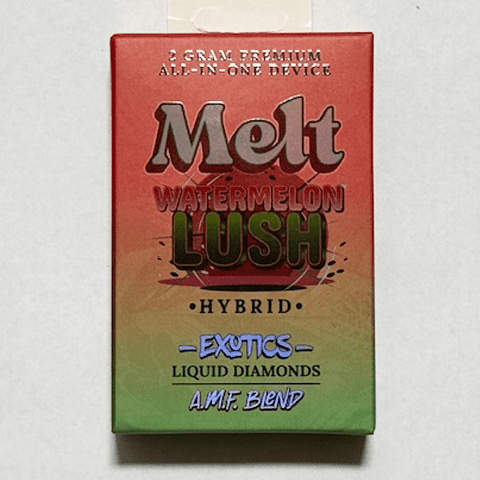 2 GRAM PREMIUM
ALL-IN-ONE DEVICE
Melt
WATERMELON
LUSH
•HYBRID•
–EXOTICS–
LIQUID DIAMONDS
A.M.F. BLEND